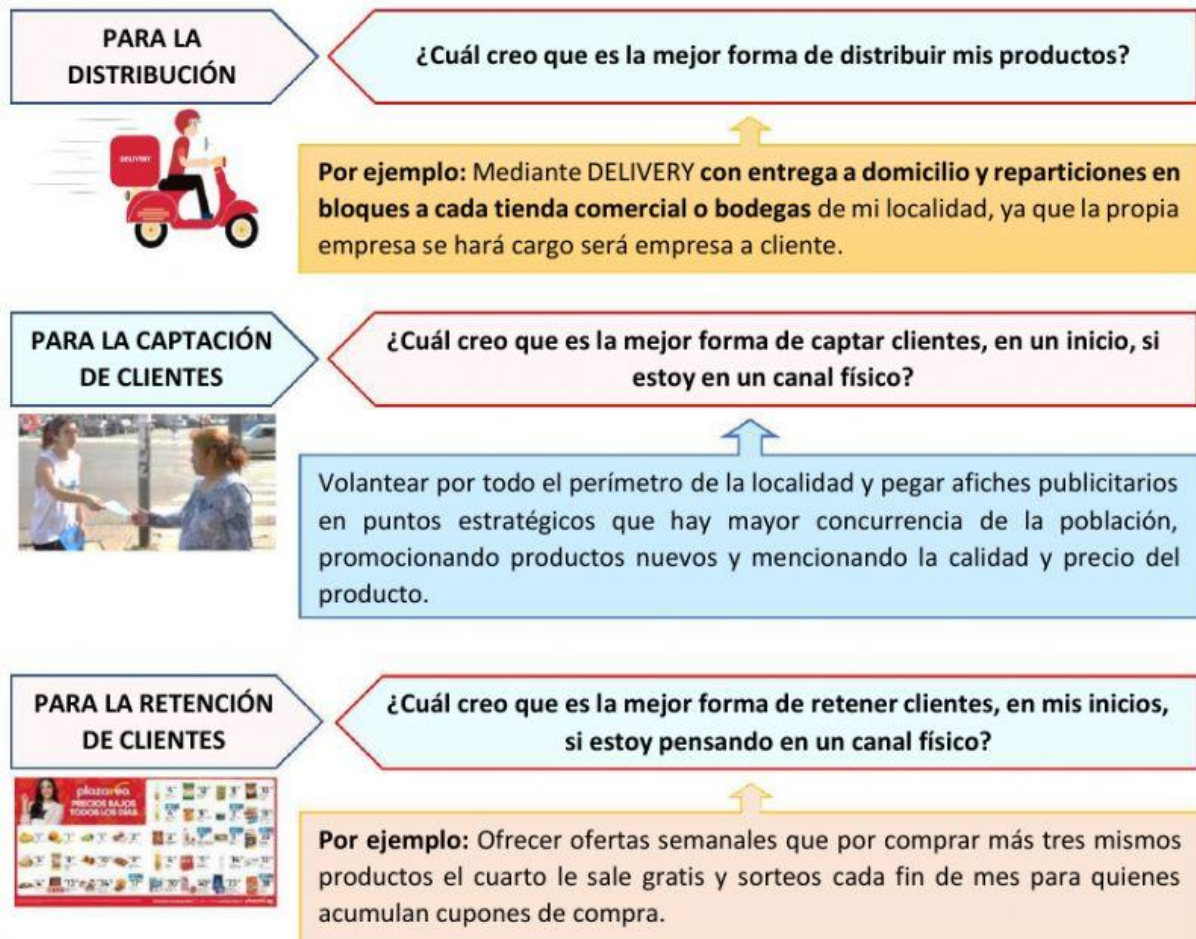 PARA LA
DISTRIBUCIÓN
¿Cuál creo que es la mejor forma de distribuir mis productos?
DELIVERY
Por ejemplo: Mediante DELIVERY con entrega a domicilio y reparticiones en
bloques a cada tienda comercial o bodegas de mi localidad, ya que la propia
empresa se hará cargo será empresa a cliente.
PARA LA CAPTACIÓN
DE CLIENTES
¿Cuál creo que es la mejor forma de captar clientes, en un inicio, si
estoy en un canal físico?
Volantear por todo el perímetro de la localidad y pegar afiches publicitarios
en puntos estratégicos que hay mayor concurrencia de la población,
promocionando productos nuevos y mencionando la calidad y precio del
producto.
PARA LA RETENCIÓN
DE CLIENTES
¿Cuál creo que es la mejor forma de retener clientes, en mis inicios,
si estoy pensando en un canal físico?
plazavea
PRECIOS BAJOS
TODOS LOS DÍAS
Por ejemplo: Ofrecer ofertas semanales que por comprar más tres mismos
productos el cuarto le sale gratis y sorteos cada fin de mes para quienes
acumulan cupones de compra.